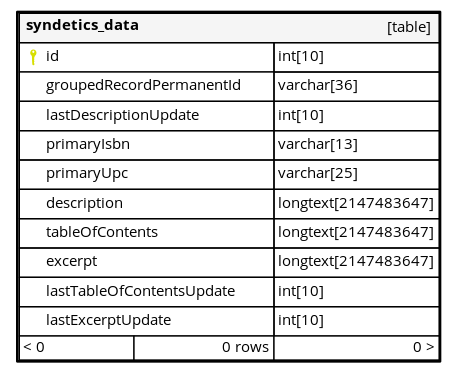 syndetics_data [table]
id int[10]
groupedRecordPermanentId varchar[36]
lastDescriptionUpdate int[10]
primaryIsbn varchar[13]
primaryUpc varchar[25]
description longtext[2147483647]
tableOfContents longtext[2147483647]
excerpt longtext[2147483647]
lastTableOfContentsUpdate int[10]
lastExcerptUpdate int[10]
< 0 0 rows 0 >